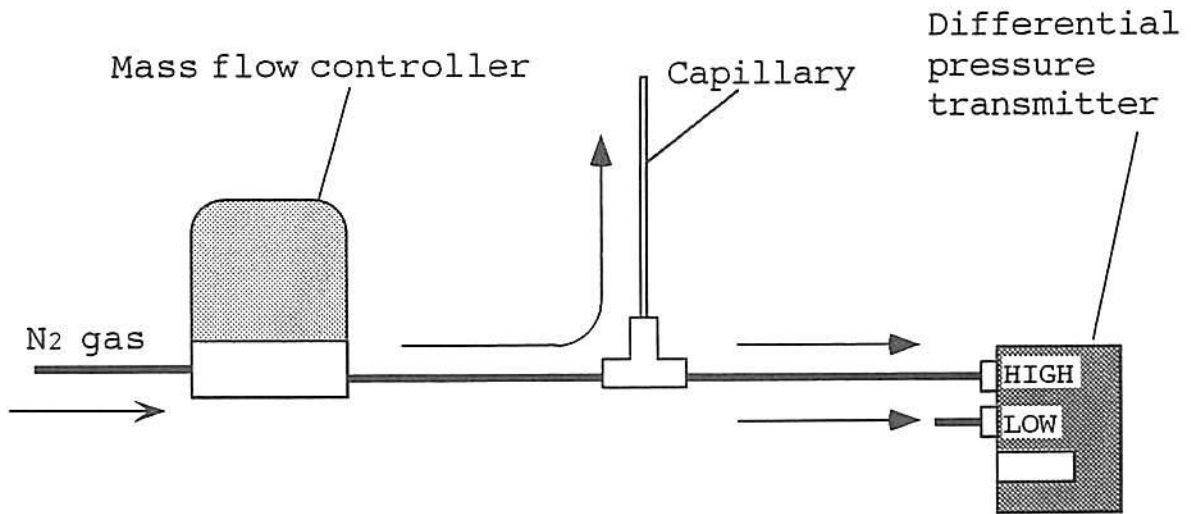 Differential
pressure
transmitter
Mass flow controller
Capillary
N2 gas
HIGH
LOW